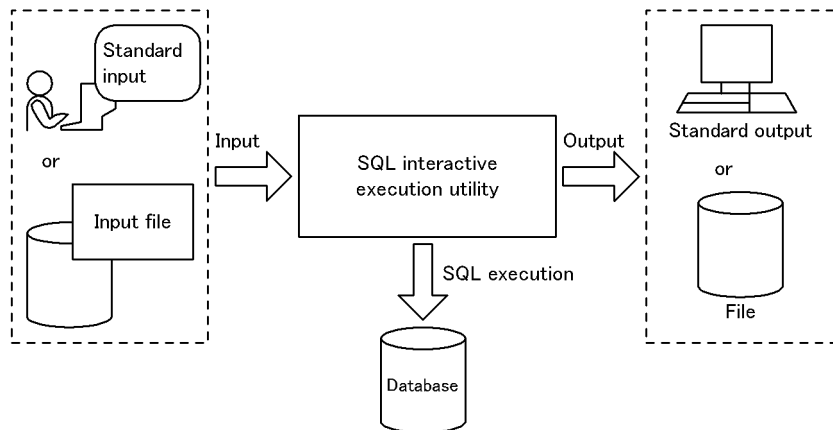 Standard
input
or
Input file
Input
SQL interactive
execution utility
SQL execution
Database
Output
Standard output
or
File